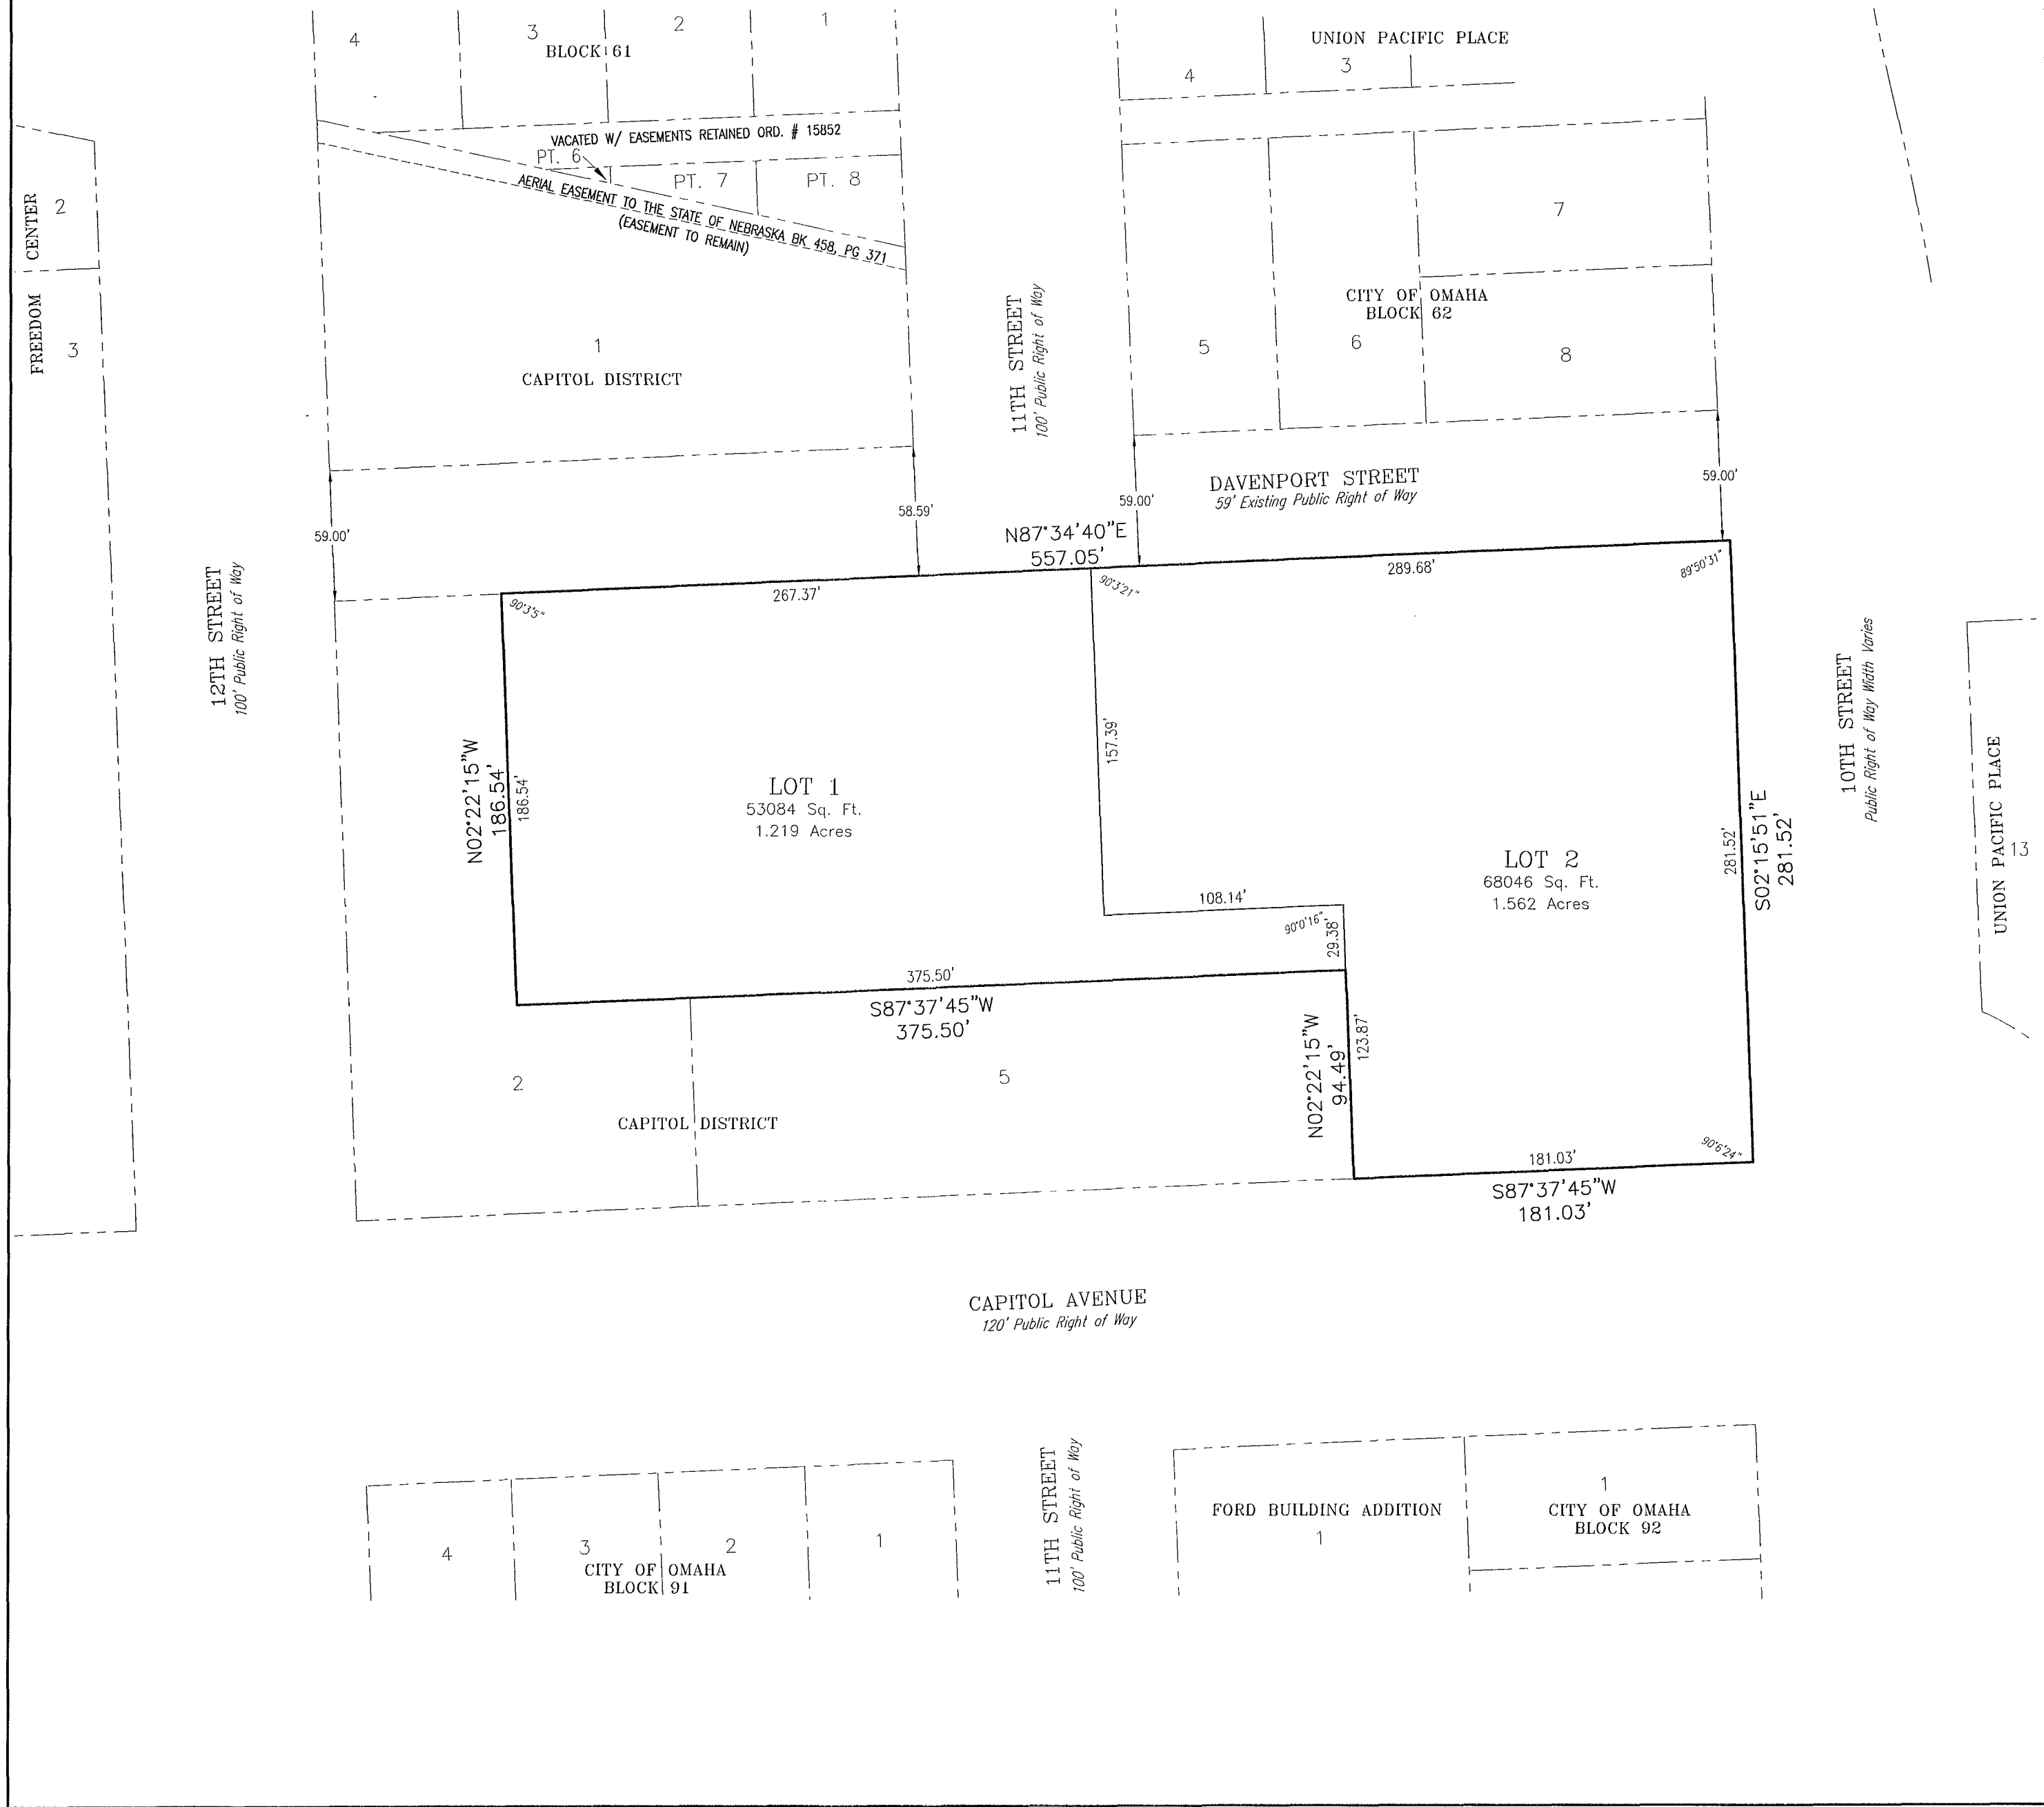 4
3
2
1
BLOCK 61
UNION PACIFIC PLACE
4
3
VACATED W/ EASEMENTS RETAINED ORD. # 15852
PT. 6
PT. 7
PT. 8
AERIAL EASEMENT TO THE STATE OF NEBRASKA BK 458, PG 371
(EASEMENT TO REMAIN)
FREEDOM CENTER
2
3
1
CAPITOL DISTRICT
11TH STREET
100' Public Right of Way
7
CITY OF OMAHA
BLOCK 62
5
6
8
DAVENPORT STREET
59' Existing Public Right of Way
59.00'
58.59'
59.00'
59.00'
N87°34'40"E
557.05'
267.37'
289.68'
90°3'5"
90°3'21"
89°50'31"
12TH STREET
100' Public Right of Way
10TH STREET
Public Right of Way Width Varies
UNION PACIFIC PLACE
13
N02°22'15"W
186.54'
186.54'
157.39'
LOT 1
53084 Sq. Ft.
1.219 Acres
LOT 2
68046 Sq. Ft.
1.562 Acres
281.52'
S02°15'51"E
281.52'
108.14'
90°0'16"
29.38'
375.50'
S87°37'45"W
375.50'
N02°22'15"W
94.49'
123.87'
2
5
CAPITOL DISTRICT
181.03'
90°6'24"
S87°37'45"W
181.03'
CAPITOL AVENUE
120' Public Right of Way
11TH STREET
100' Public Right of Way
4
3
2
1
CITY OF OMAHA
BLOCK 91
FORD BUILDING ADDITION
1
1
CITY OF OMAHA
BLOCK 92